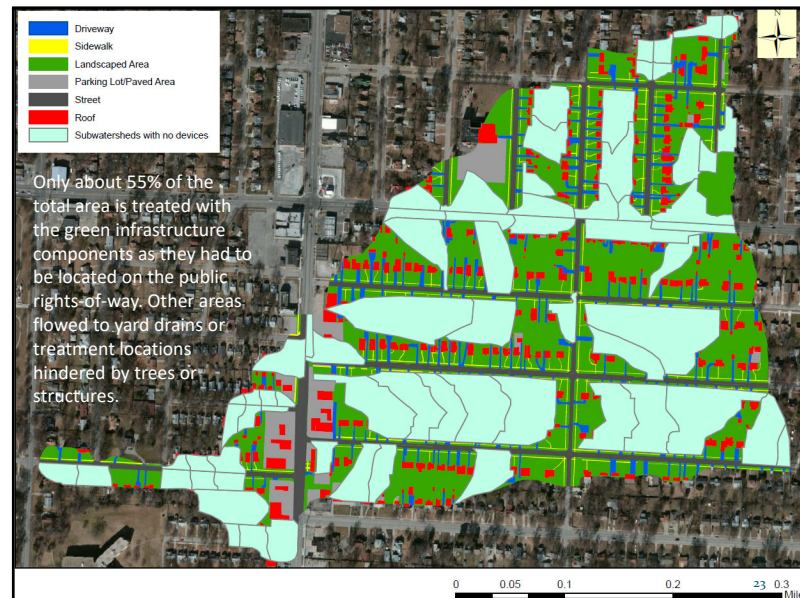 N
Driveway
Sidewalk
Landscaped Area
Parking Lot/Paved Area
Street
Roof
Subwatersheds with no devices
Only about 55% of the
total area is treated with
the green infrastructure
components as they had to
be located on the public
rights-of-way. Other areas
flowed to yard drains or
treatment locations
hindered by trees or
structures.
0 0.05 0.1 0.2 23 0.3
Mile